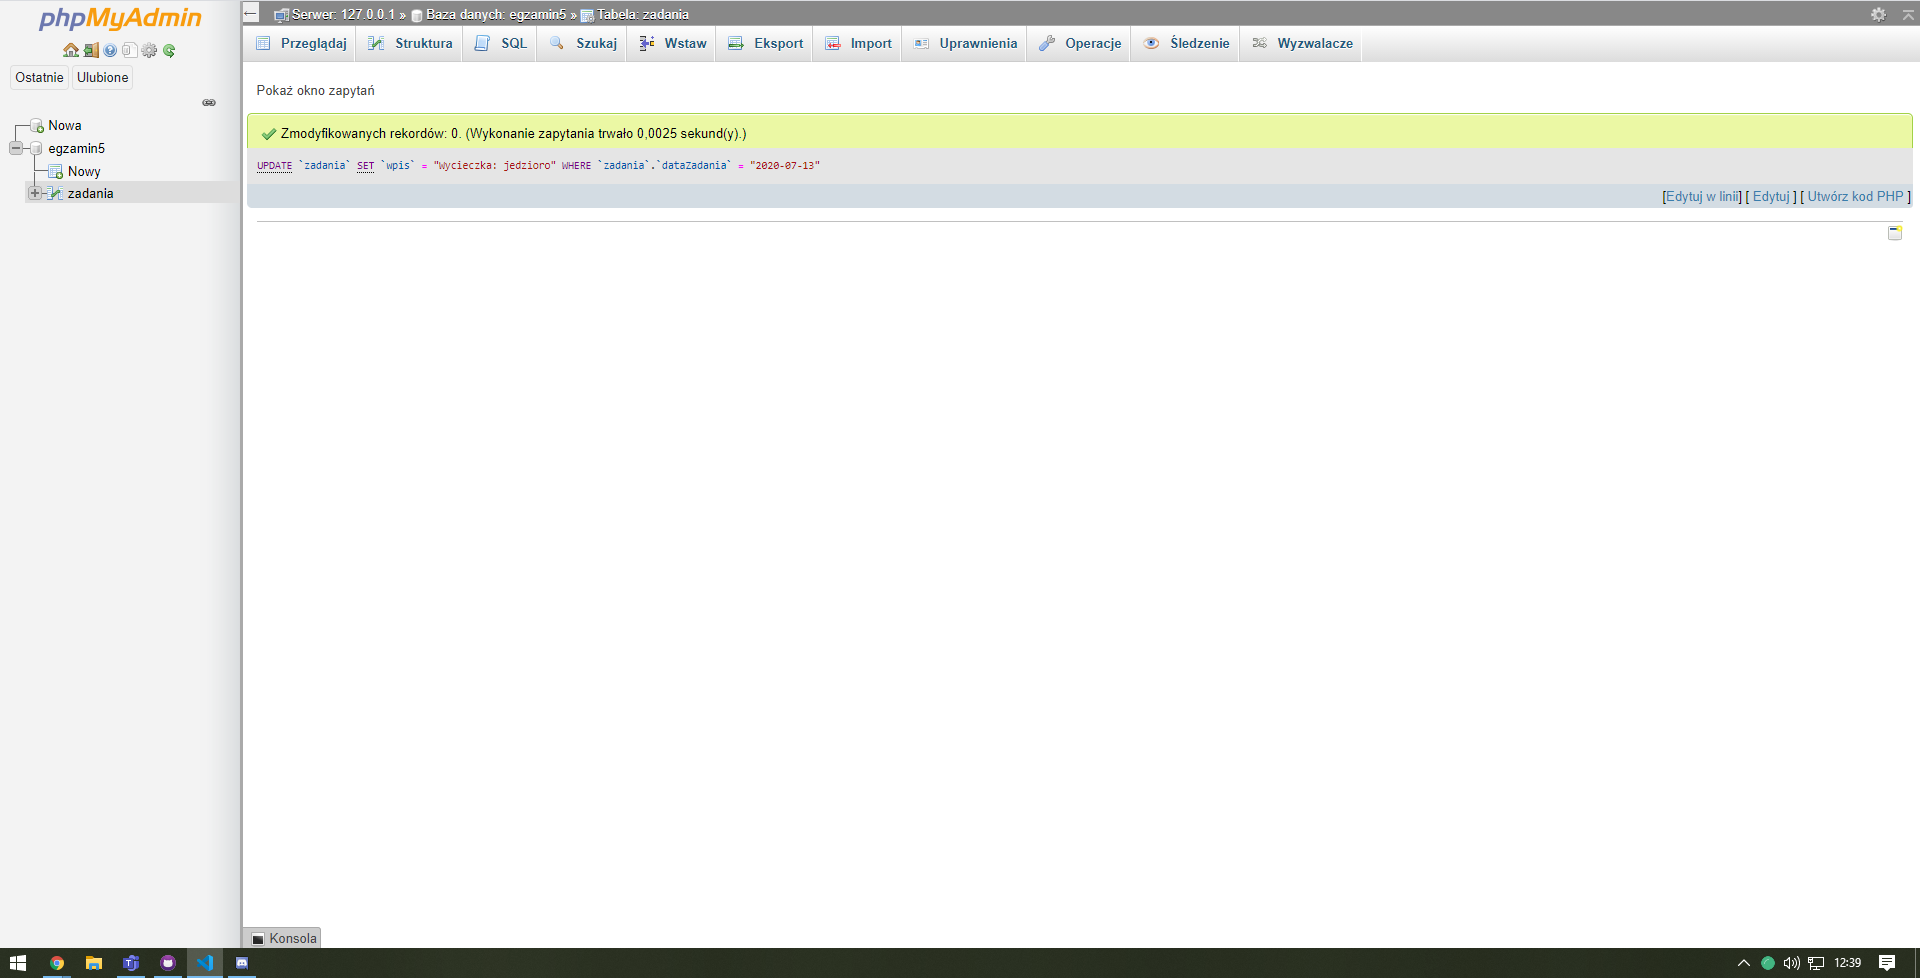 phpMyAdmin
Ostatnie Ulubione
Nowa
egzamin5
Nowy
zadania
Serwer: 127.0.0.1 » Baza danych: egzamin5 » Tabela: zadania
Przeglądaj Struktura SQL Szukaj Wstaw Eksport Import Uprawnienia Operacje Śledzenie Wyzwalacze
Pokaż okno zapytań
Zmodyfikowanych rekordów: 0. (Wykonanie zapytania trwało 0,0025 sekund(y).)
UPDATE `zadania` SET `wpis` = "Wycieczka: jedzioro" WHERE `zadania`.`dataZadania` = "2020-07-13"
[Edytuj w linii] [ Edytuj ] [ Utwórz kod PHP ]
Konsola
12:39